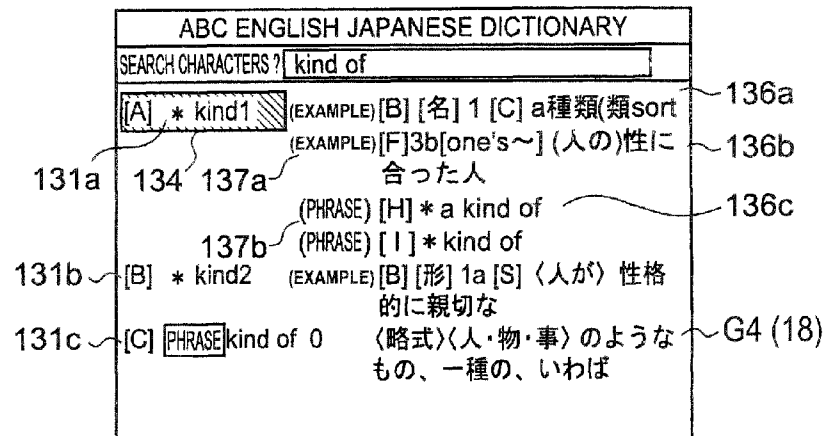 ABC ENGLISH JAPANESE DICTIONARY
SEARCH CHARACTERS ? kind of
[A] * kind1 (EXAMPLE) [B] [名] 1 [C] a種類(類sort 136a
(EXAMPLE) [F]3b[one's~] (人の)性に 136b
131a 134 137a 合った人
(PHRASE) [H] * a kind of 136c
137b (PHRASE) [I] * kind of
131b [B] * kind2 (EXAMPLE) [B] [形] 1a [S] 〈人が〉 性格
的に親切な
131c [C] PHRASE kind of 0 〈略式〉〈人・物・事〉 のような G4 (18)
もの、一種の、いわば